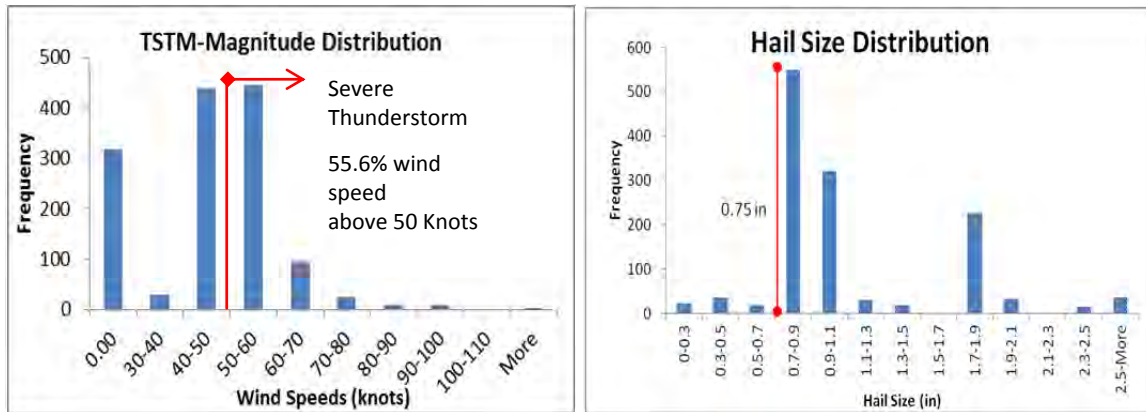 TSTM-Magnitude Distribution
500
400
300
200
100
0
Frequency
Severe
Thunderstorm
55.6% wind
speed
above 50 Knots
0.00
30-40
40-50
50-60
60-70
70-80
80-90
90-100
100-110
More
Wind Speeds (knots)
Hail Size Distribution
600
500
400
300
200
100
0
Frequency
0.75 in
0-0.3
0.3-0.5
0.5-0.7
0.7-0.9
0.9-1.1
1.1-1.3
1.3-1.5
1.5-1.7
1.7-1.9
1.9-2.1
2.1-2.3
2.3-2.5
2.5-More
Hail Size (in)